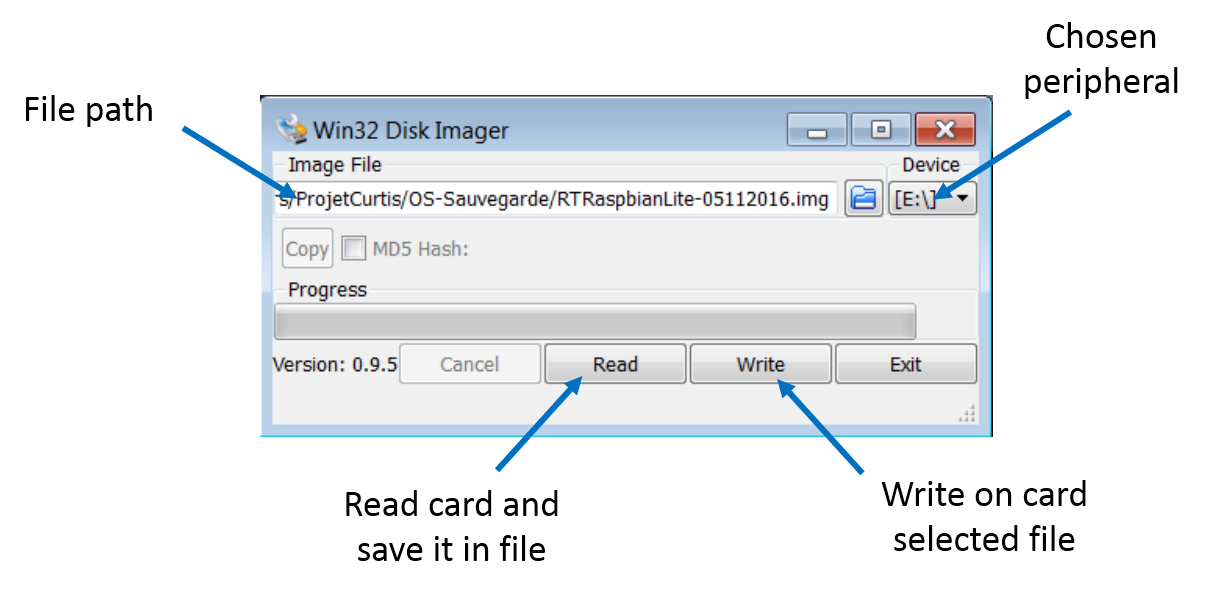 Chosen
peripheral
File path
Win32 Disk Imager
Image File
Device
s/ProjetCurtis/OS-Sauvegarde/RTRaspbianLite-05112016.img
[E:\]
Copy
MD5 Hash:
Progress
Version: 0.9.5
Cancel
Read
Write
Exit
Read card and
save it in file
Write on card
selected file